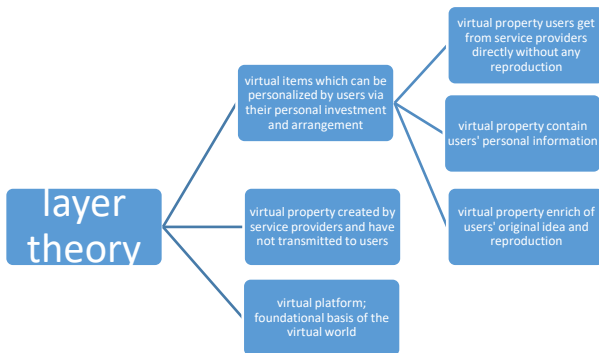 layer
theory
virtual items which can be
personalized by users via
their personal investment
and arrangement
virtual property created by
service providers and have
not transmitted to users
virtual platform;
foundational basis of the
virtual world
virtual property users get
from service providers
directly without any
reproduction
virtual property contain
users' personal information
virtual property enrich of
users' original idea and
reproduction